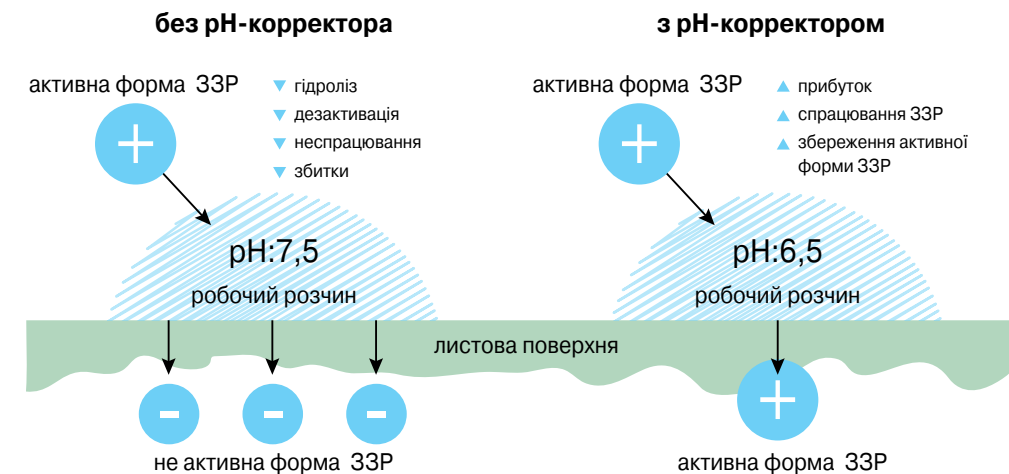 без pH-корректора
активна форма ЗЗР
гідроліз
дезактивація
неспрацювання
збитки
pH:7,5
робочий розчин
не активна форма ЗЗР
з pH-корректором
активна форма ЗЗР
прибуток
спрацювання ЗЗР
збереження активної
форми ЗЗР
pH:6,5
робочий розчин
листова поверхня
активна форма ЗЗР